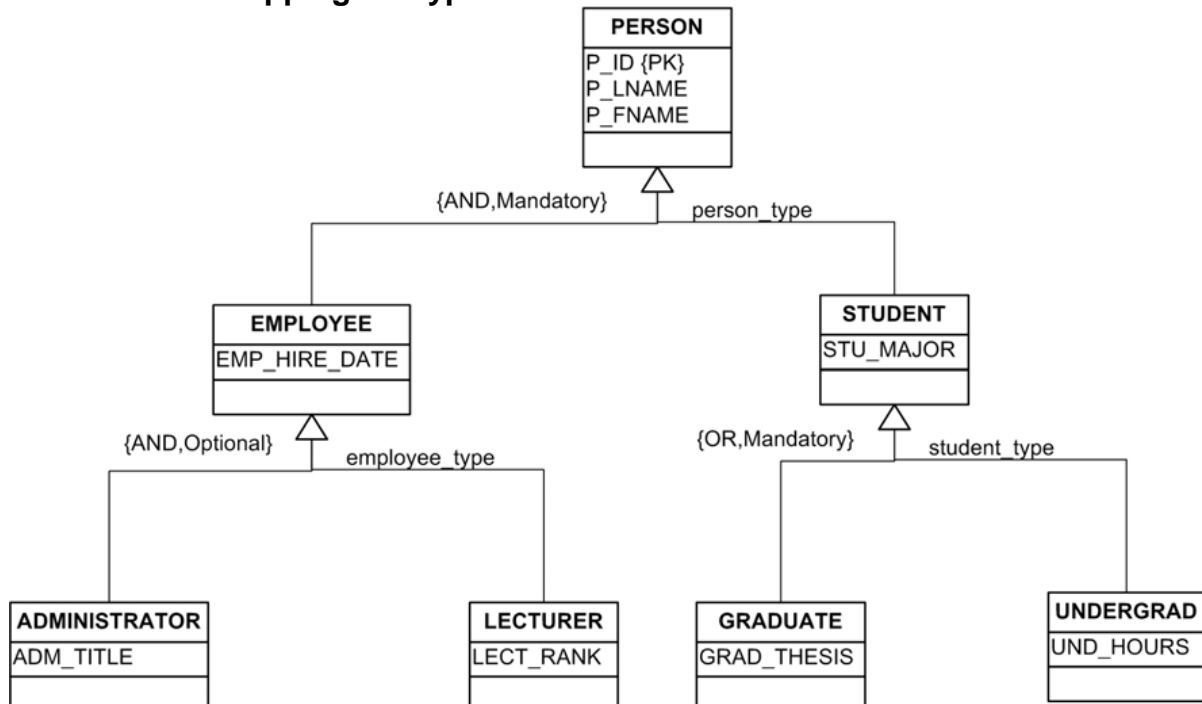 PERSON
P_ID {PK}
P_LNAME
P_FNAME
{AND,Mandatory}
person_type
EMPLOYEE
EMP_HIRE_DATE
STUDENT
STU_MAJOR
{AND,Optional}
employee_type
{OR,Mandatory}
student_type
ADMINISTRATOR
ADM_TITLE
LECTURER
LECT_RANK
GRADUATE
GRAD_THESIS
UNDERGRAD
UND_HOURS